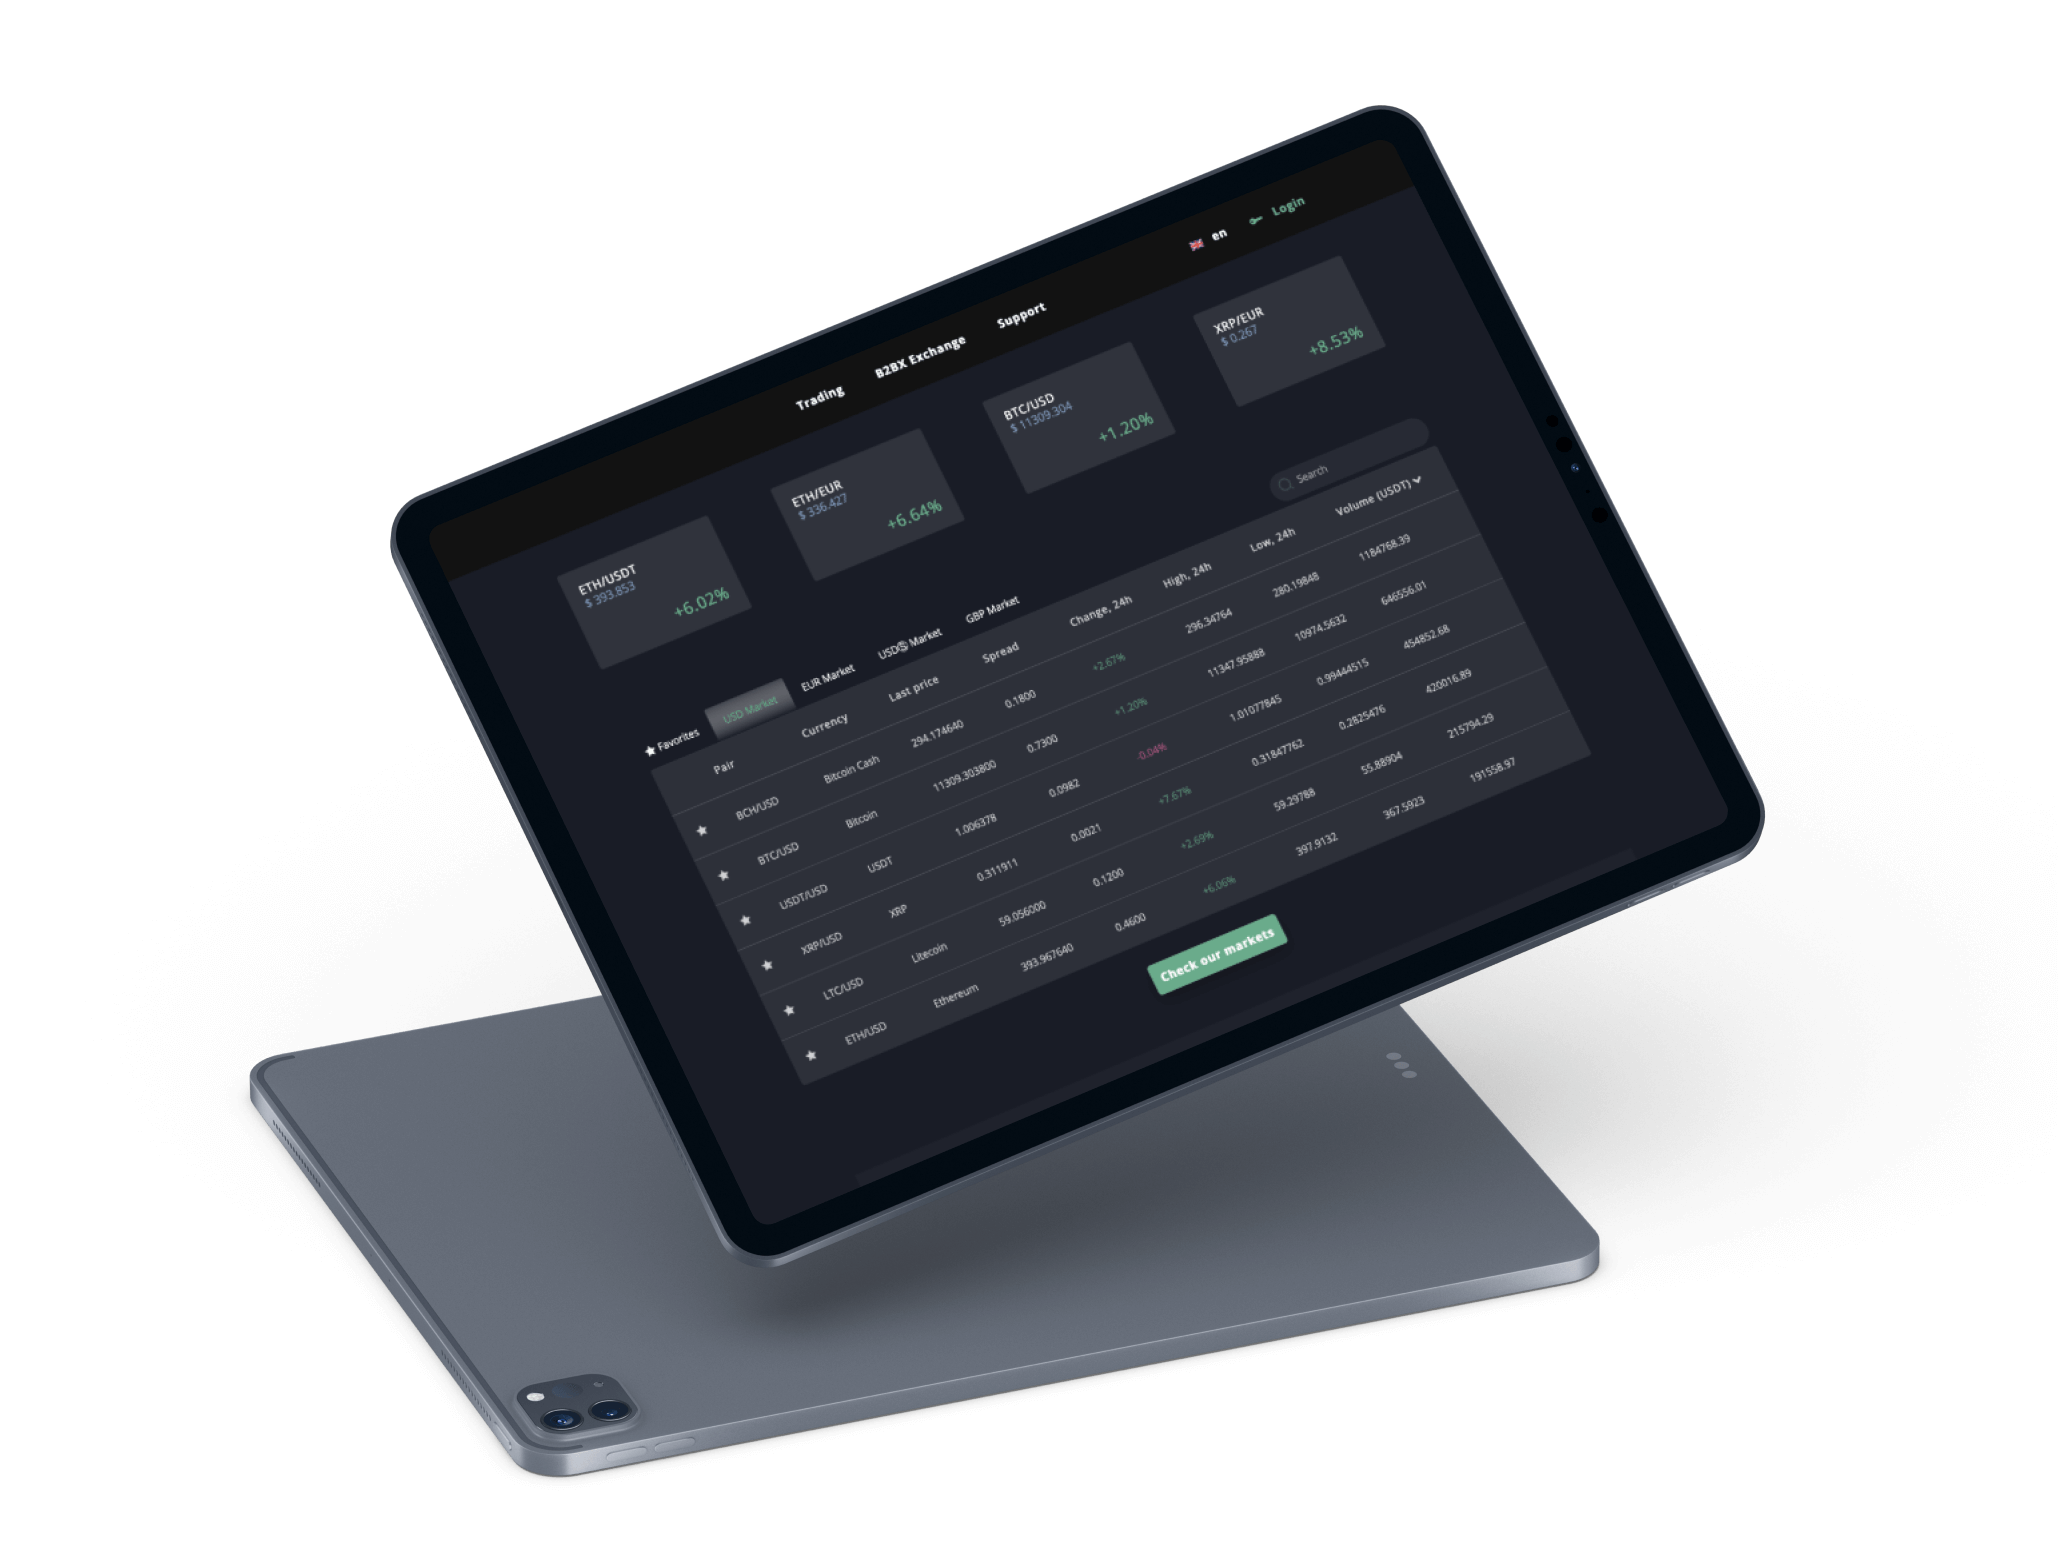 Trading B2BX Exchange Support en Login
ETH/USDT
$ 393.853
+6.02%
ETH/EUR
$ 336.427
+6.64%
BTC/USD
$ 11309.304
+1.20%
XRP/EUR
$ 0.267
+8.53%
Search
Favorites USD Market EUR Market USDⓈ Market GBP Market
Pair Currency Last price Spread Change, 24h High, 24h Low, 24h Volume (USDT)
BCH/USD Bitcoin Cash 294.174640 0.1800 +2.67% 296.34764 280.19848 1184768.39
BTC/USD Bitcoin 11309.303800 0.7300 +1.20% 11347.95888 10974.5632 646556.01
USDT/USD USDT 1.006378 0.0982 -0.04% 1.01077845 0.99444515 454852.68
XRP/USD XRP 0.311911 0.0021 +7.67% 0.31847762 0.2825476 420016.89
LTC/USD Litecoin 59.056000 0.1200 +2.69% 59.29788 55.88904 215794.29
ETH/USD Ethereum 393.967640 0.4600 +6.06% 397.9132 367.5923 191558.97
Check our markets